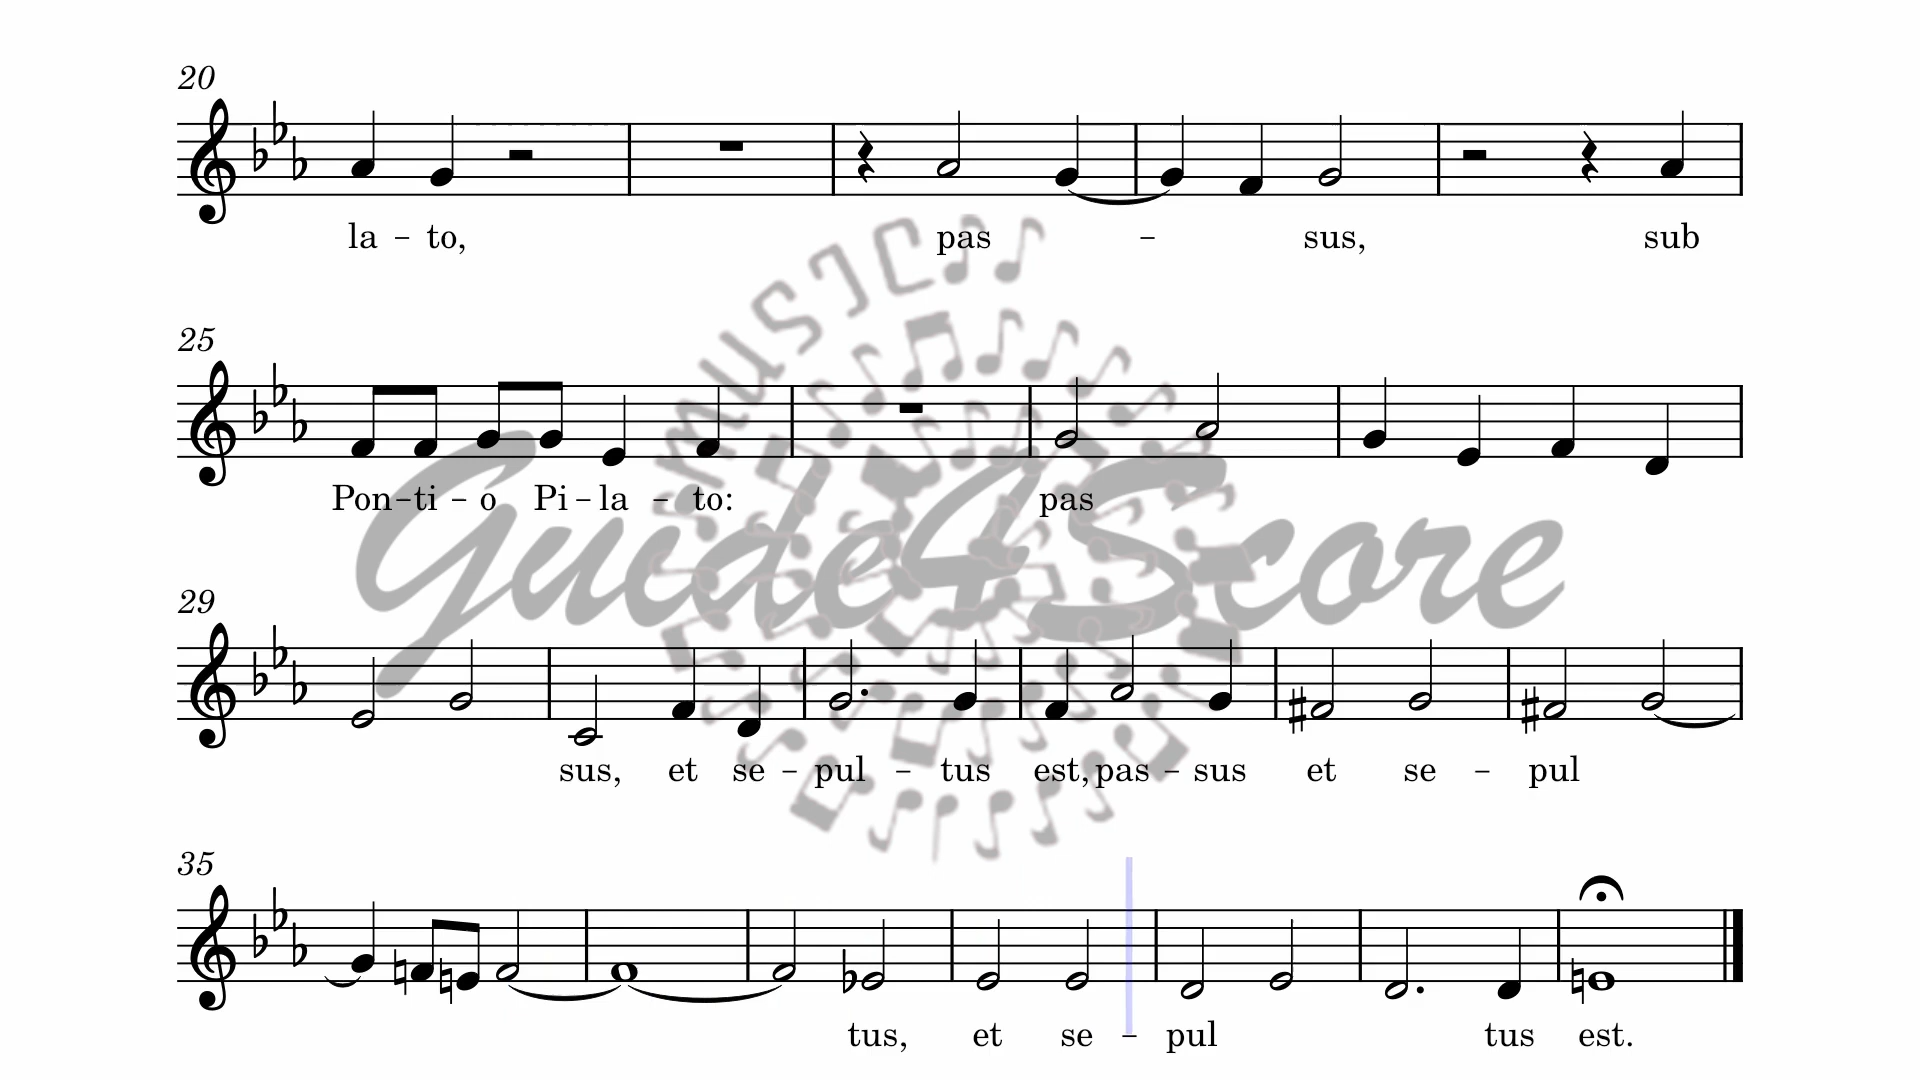 20
la – to, pas – sus, sub
25
Pon – ti – o Pi – la – to: pas
MUSIC
Guide4Score
29
sus, et se – pul – tus est, pas – sus et se – pul
35
tus, et se – pul tus est.